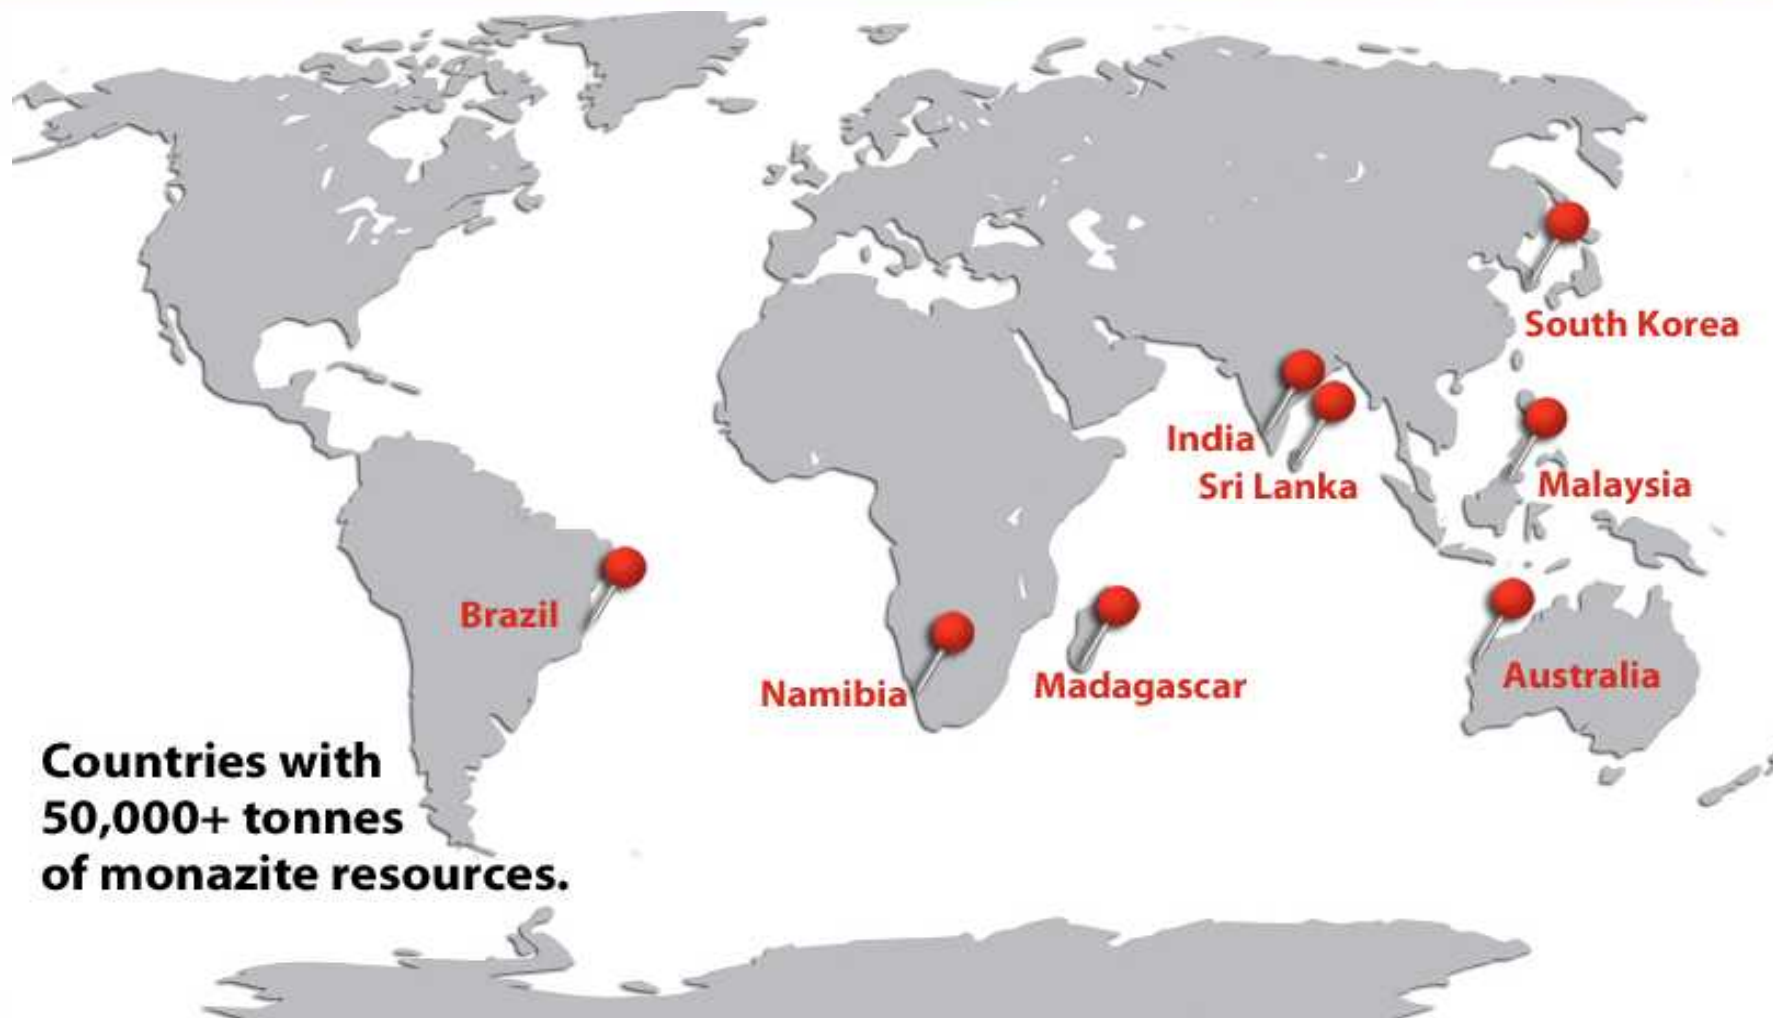 South Korea
India
Sri Lanka
Malaysia
Brazil
Namibia
Madagascar
Australia
Countries with
50,000+ tonnes
of monazite resources.